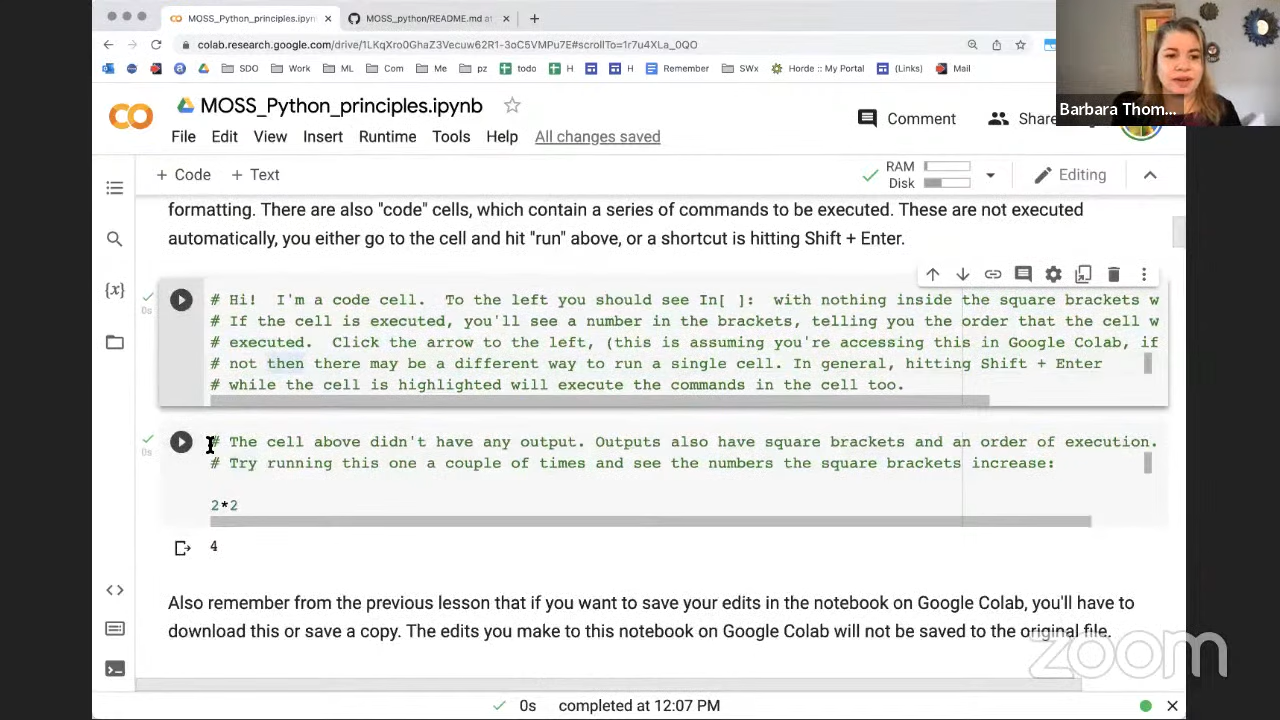 MOSS_Python_principles.ipynb
MOSS_python/README.md at
colab.research.google.com/drive/1LKqXro0GhaZ3Vecuw62R1-3oC5VMPu7E#scrollTo=1r7u4XLa_0QO
SDO Work ML Com Me pz todo H H Remember SWx Horde :: My Portal (Links) Mail
Barbara Thom...
MOSS_Python_principles.ipynb
File Edit View Insert Runtime Tools Help All changes saved
Comment Share
+ Code + Text
RAM
Disk
Editing
formatting. There are also "code" cells, which contain a series of commands to be executed. These are not executed
automatically, you either go to the cell and hit "run" above, or a shortcut is hitting Shift + Enter.
0s
# Hi! I'm a code cell. To the left you should see In[ ]: with nothing inside the square brackets w
# If the cell is executed, you'll see a number in the brackets, telling you the order that the cell w
# executed. Click the arrow to the left, (this is assuming you're accessing this in Google Colab, if
# not then there may be a different way to run a single cell. In general, hitting Shift + Enter
# while the cell is highlighted will execute the commands in the cell too.
0s
# The cell above didn't have any output. Outputs also have square brackets and an order of execution.
# Try running this one a couple of times and see the numbers the square brackets increase:
2*2
4
Also remember from the previous lesson that if you want to save your edits in the notebook on Google Colab, you'll have to
download this or save a copy. The edits you make to this notebook on Google Colab will not be saved to the original file.
zoom
0s completed at 12:07 PM